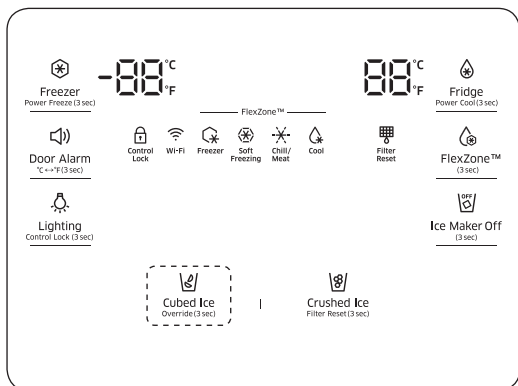 -88 °C °F
88 °C °F
Freezer
Power Freeze (3 sec)
Fridge
Power Cool (3 sec)
FlexZone™
Door Alarm
°C↔°F (3 sec)
Control Lock
Wi-Fi
Freezer
Soft Freezing
Chill/ Meat
Cool
Filter Reset
FlexZone™
(3 sec)
Lighting
Control Lock (3 sec)
OFF
Ice Maker Off
(3 sec)
Cubed Ice
Override (3 sec)
Crushed Ice
Filter Reset (3 sec)